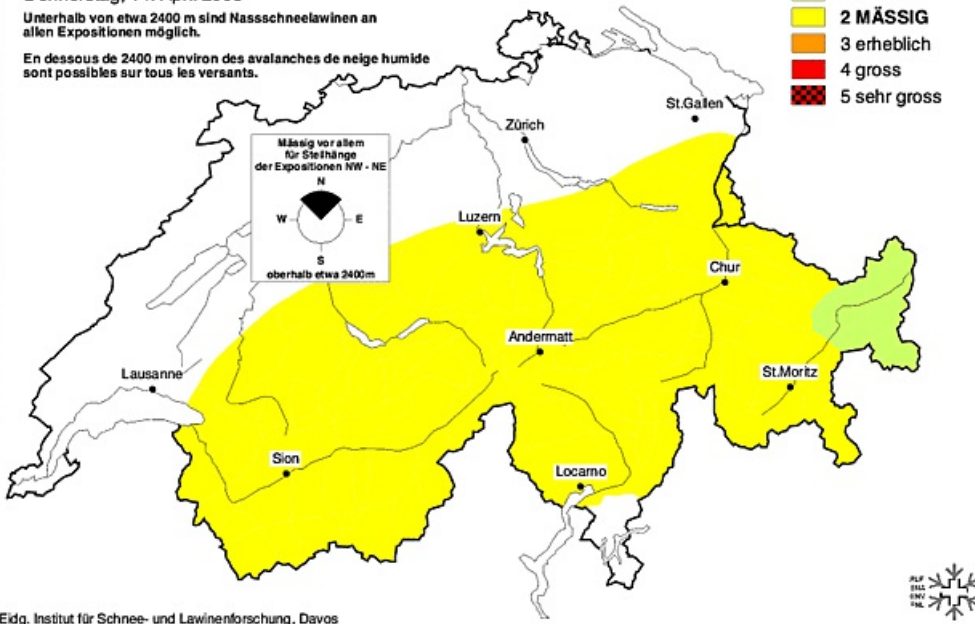 Unterhalb von etwa 2400 m sind Nassschneelawinen an
allen Expositionen möglich.
En dessous de 2400 m environ des avalanches de neige humide
sont possibles sur tous les versants.
2 MÄSSIG
3 erheblich
4 gross
5 sehr gross
St.Gallen
Zürich
Mässig vor allem
für Steilhänge
der Expositionen NW - NE
N
W
E
S
oberhalb etwa 2400m
Luzern
Chur
Andermatt
Lausanne
St.Moritz
Sion
Locarno
Eidg. Institut für Schnee- und Lawinenforschung, Davos
SLF
ENV
SNL